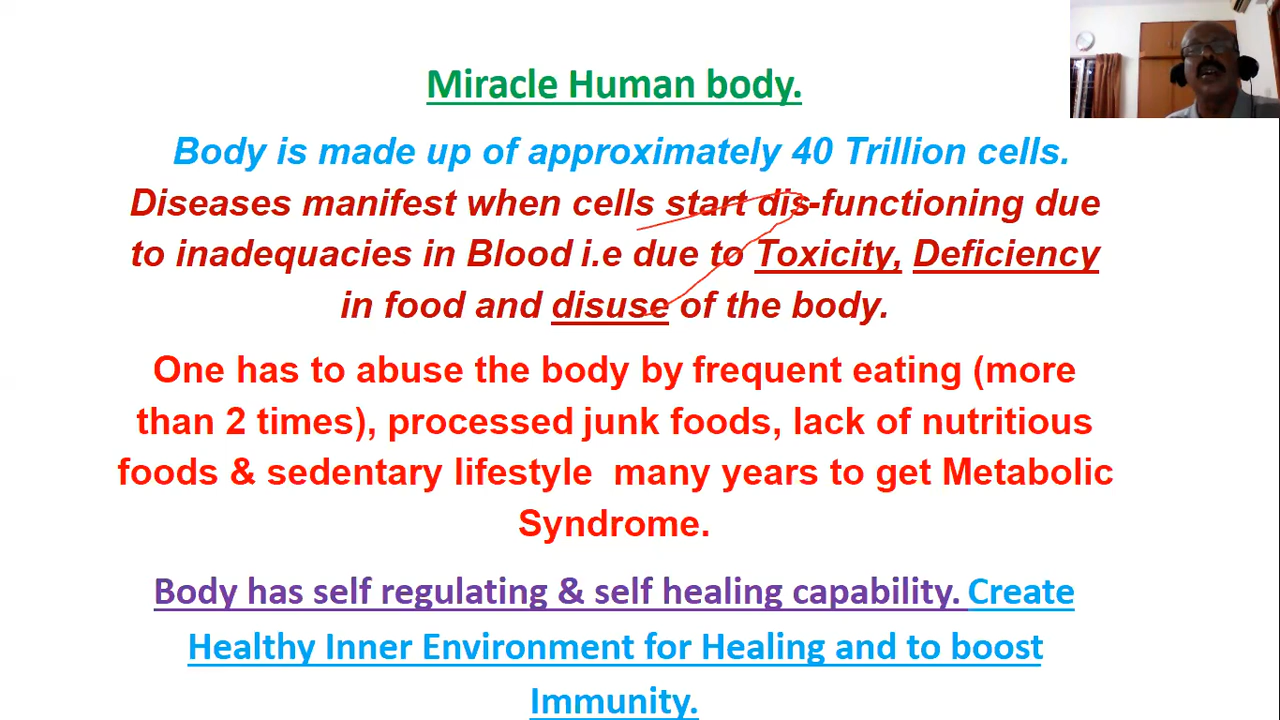 Miracle Human body.
Body is made up of approximately 40 Trillion cells.
Diseases manifest when cells start dis-functioning due
to inadequacies in Blood i.e due to Toxicity, Deficiency
in food and disuse of the body.
One has to abuse the body by frequent eating (more
than 2 times), processed junk foods, lack of nutritious
foods & sedentary lifestyle many years to get Metabolic
Syndrome.
Body has self regulating & self healing capability. Create
Healthy Inner Environment for Healing and to boost
Immunity.